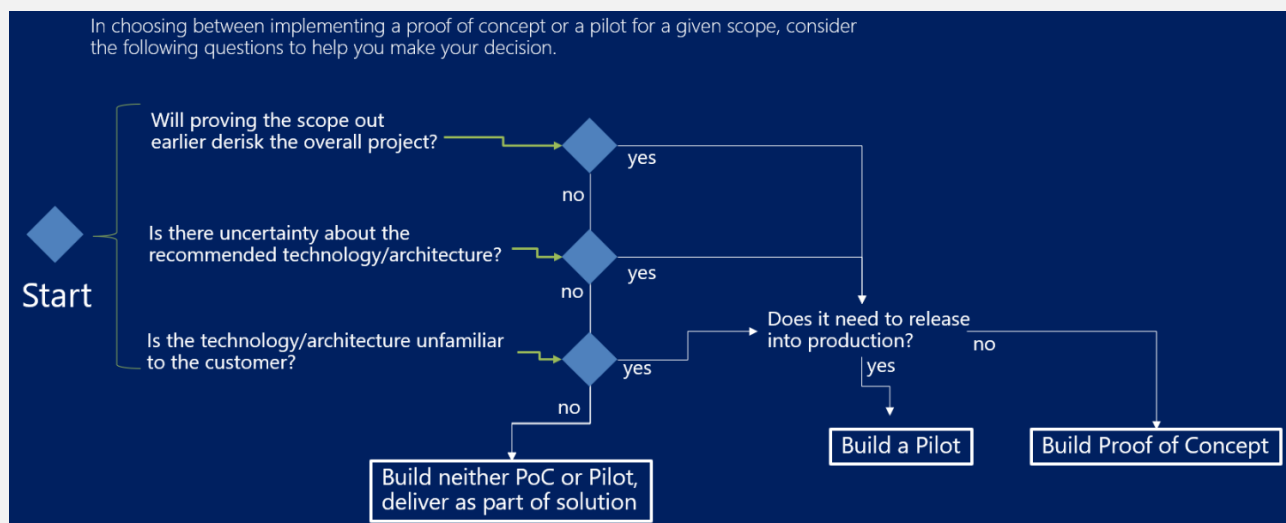 In choosing between implementing a proof of concept or a pilot for a given scope, consider
the following questions to help you make your decision.
Will proving the scope out
earlier derisk the overall project?
yes
no
Is there uncertainty about the
recommended technology/architecture?
yes
no
Start
Is the technology/architecture unfamiliar
to the customer?
yes
no
Does it need to release
into production?
no
yes
Build a Pilot
Build Proof of Concept
Build neither PoC or Pilot,
deliver as part of solution